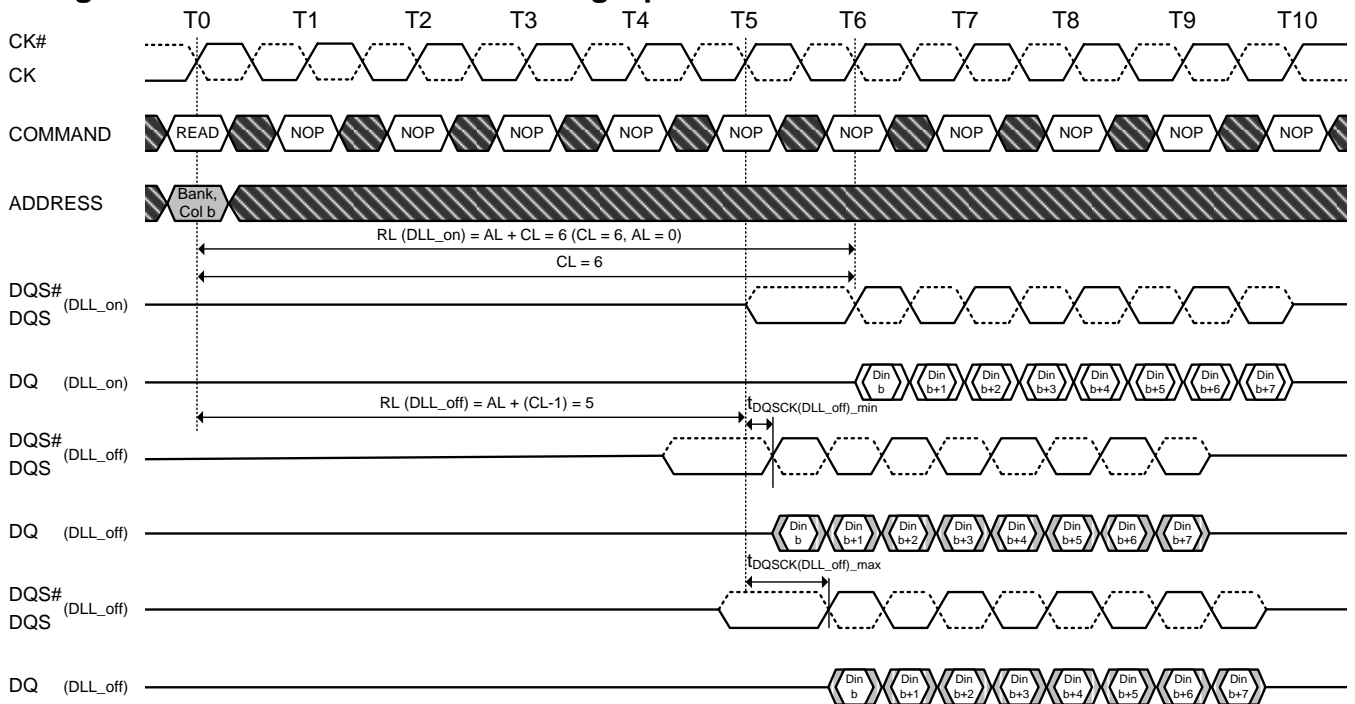 T0 T1 T2 T3 T4 T5 T6 T7 T8 T9 T10
CK#
CK
COMMAND READ NOP NOP NOP NOP NOP NOP NOP NOP NOP NOP
ADDRESS Bank, Col b
RL (DLL_on) = AL + CL = 6 (CL = 6, AL = 0)
CL = 6
DQS# (DLL_on)
DQS
DQ (DLL_on) Din b Din b+1 Din b+2 Din b+3 Din b+4 Din b+5 Din b+6 Din b+7
RL (DLL_off) = AL + (CL-1) = 5 tDQSCK(DLL_off)_min
DQS# (DLL_off)
DQS
DQ (DLL_off) Din b Din b+1 Din b+2 Din b+3 Din b+4 Din b+5 Din b+6 Din b+7
tDQSCK(DLL_off)_max
DQS# (DLL_off)
DQS
DQ (DLL_off) Din b Din b+1 Din b+2 Din b+3 Din b+4 Din b+5 Din b+6 Din b+7